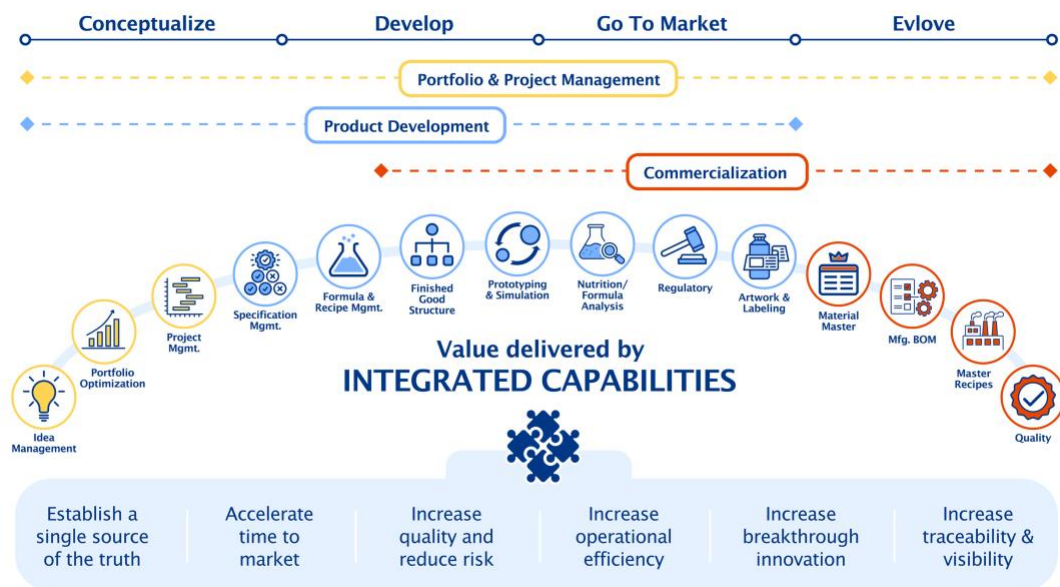 Conceptualize
Develop
Go To Market
Evlove
Portfolio & Project Management
Product Development
Commercialization
Idea
Management
Portfolio
Optimization
Project
Mgmt.
Specification
Mgmt.
Formula &
Recipe Mgmt.
Finished
Good
Structure
Prototyping
& Simulation
Nutrition/
Formula
Analysis
Regulatory
Artwork &
Labeling
Material
Master
Mfg. BOM
Master
Recipes
Quality
Value delivered by
INTEGRATED CAPABILITIES
Establish a
single source
of the truth
Accelerate
time to
market
Increase
quality and
reduce risk
Increase
operational
efficiency
Increase
breakthrough
innovation
Increase
traceability &
visibility